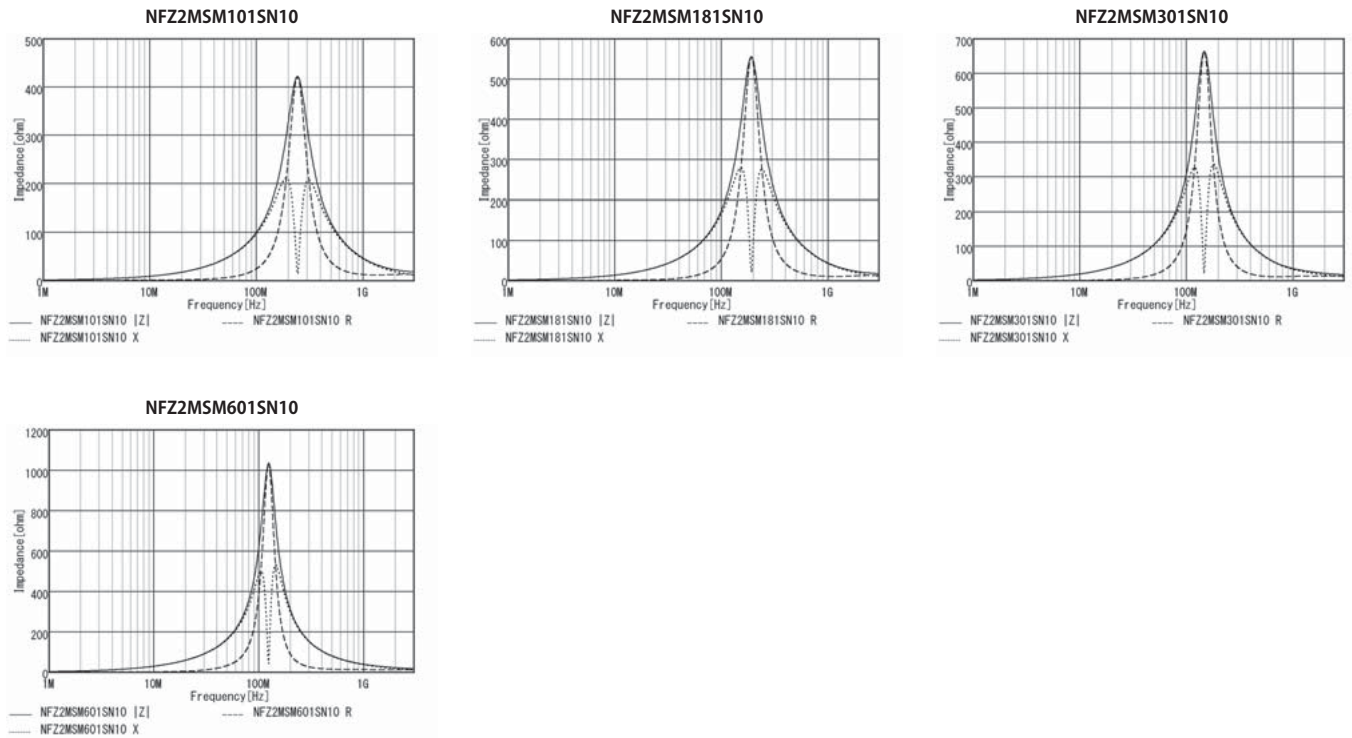 NFZ2MSM101SN10
500
400
300
200
100
0
Impedance[ohm]
1M 10M 100M 1G
Frequency[Hz]
NFZ2MSM101SN10 |Z| NFZ2MSM101SN10 R
NFZ2MSM101SN10 X
NFZ2MSM181SN10
600
500
400
300
200
100
0
Impedance[ohm]
1M 10M 100M 1G
Frequency[Hz]
NFZ2MSM181SN10 |Z| NFZ2MSM181SN10 R
NFZ2MSM181SN10 X
NFZ2MSM301SN10
700
600
500
400
300
200
100
0
Impedance[ohm]
1M 10M 100M 1G
Frequency[Hz]
NFZ2MSM301SN10 |Z| NFZ2MSM301SN10 R
NFZ2MSM301SN10 X
NFZ2MSM601SN10
1200
1000
800
600
400
200
0
Impedance[ohm]
1M 10M 100M 1G
Frequency[Hz]
NFZ2MSM601SN10 |Z| NFZ2MSM601SN10 R
NFZ2MSM601SN10 X